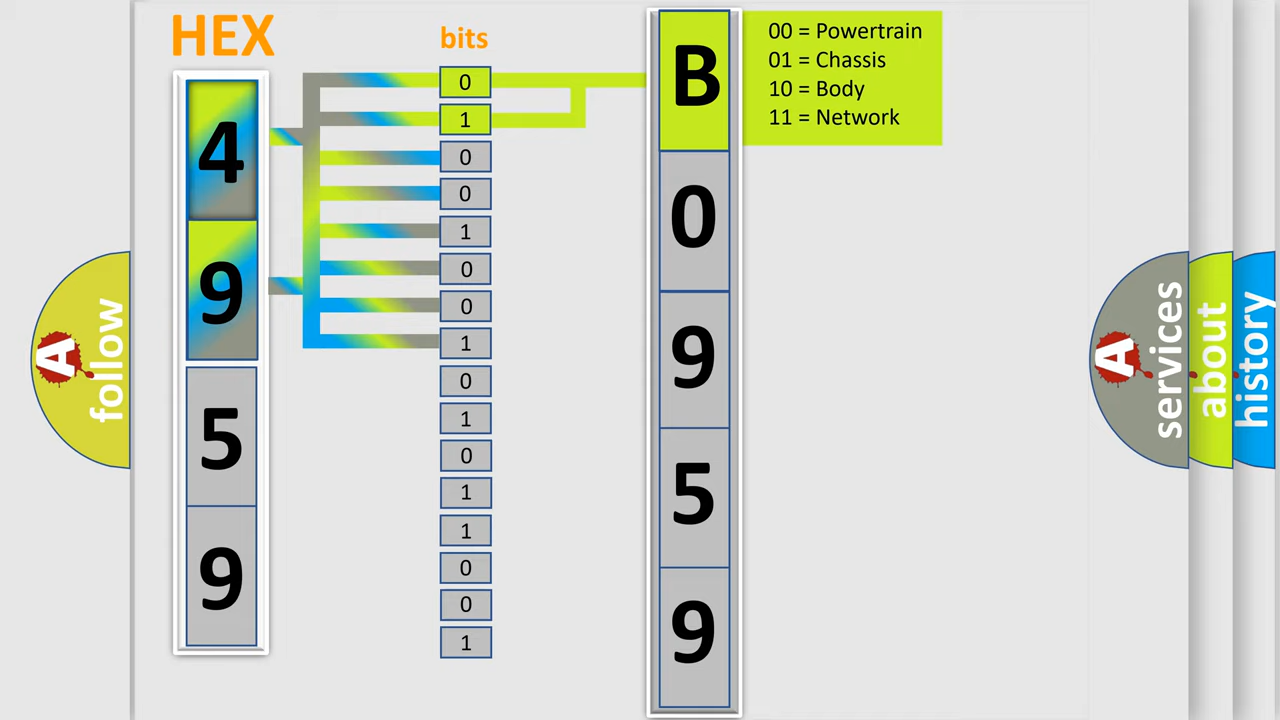 HEX
bits
4
9
5
9
0
1
0
0
1
0
0
1
0
1
0
1
1
0
0
1
B
0
9
5
9
00 = Powertrain
01 = Chassis
10 = Body
11 = Network
A
follow
A
services
about
history